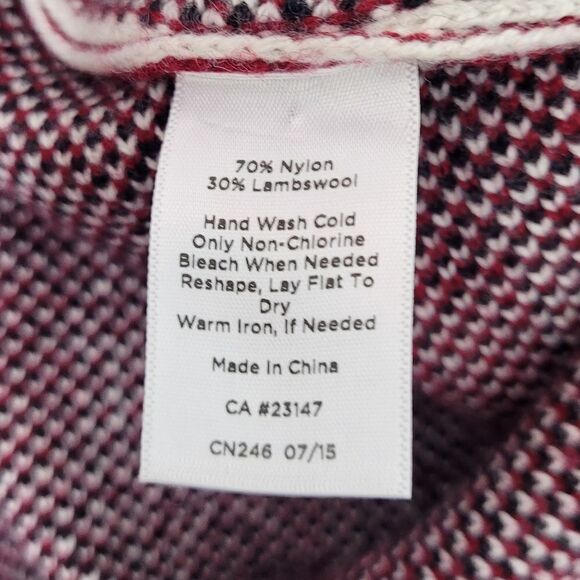 70% Nylon
30% Lambswool
Hand Wash Cold
Only Non-Chlorine
Bleach When Needed
Reshape, Lay Flat To
Dry
Warm Iron, If Needed
Made In China
CA #23147
CN246 07/15